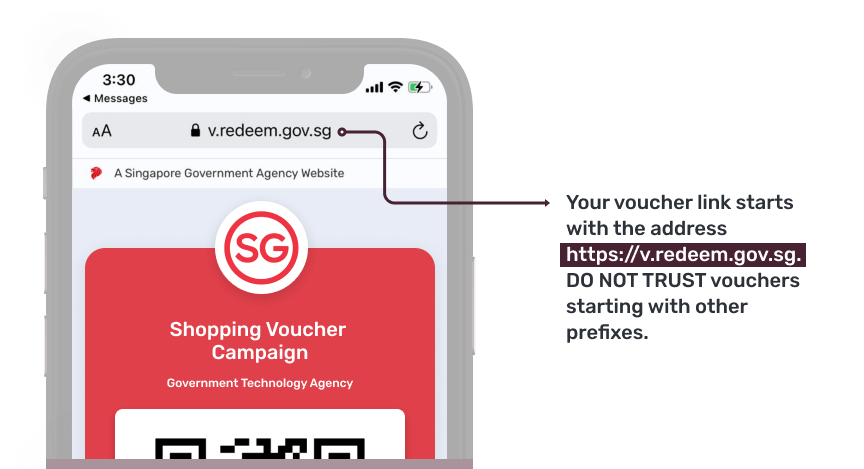 3:30
◀ Messages
AA
v.redeem.gov.sg
A Singapore Government Agency Website
SG
Shopping Voucher
Campaign
Government Technology Agency
Your voucher link starts
with the address
https://v.redeem.gov.sg.
DO NOT TRUST vouchers
starting with other
prefixes.